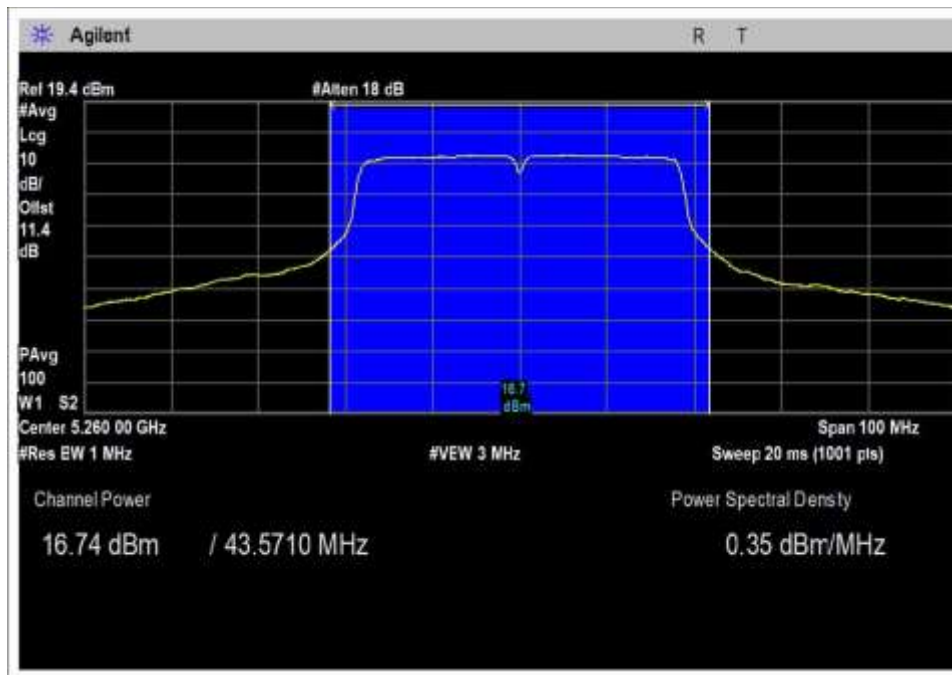 Agilent
R T
Ref 19.4 dBm #Atten 18 dB
#Avg
Log
10
dB/
Offst
11.4
dB
PAvg
100
W1 S2
16.7
dBm
Center 5.260 00 GHz Span 100 MHz
#Res BW 1 MHz #VBW 3 MHz Sweep 20 ms (1001 pts)
Channel Power Power Spectral Density
16.74 dBm / 43.5710 MHz 0.35 dBm/MHz